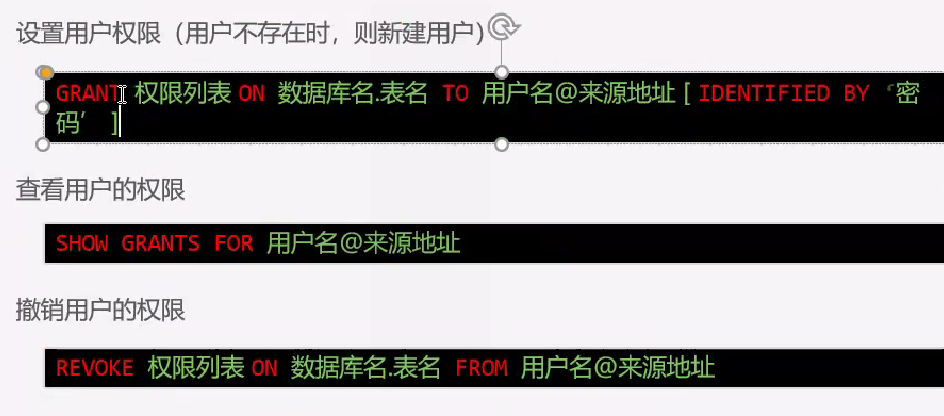 设置用户权限（用户不存在时，则新建用户）
GRANT 权限列表 ON 数据库名.表名 TO 用户名@来源地址 [ IDENTIFIED BY ‘密
码’ ]
查看用户的权限
SHOW GRANTS FOR 用户名@来源地址
撤销用户的权限
REVOKE 权限列表 ON 数据库名.表名 FROM 用户名@来源地址